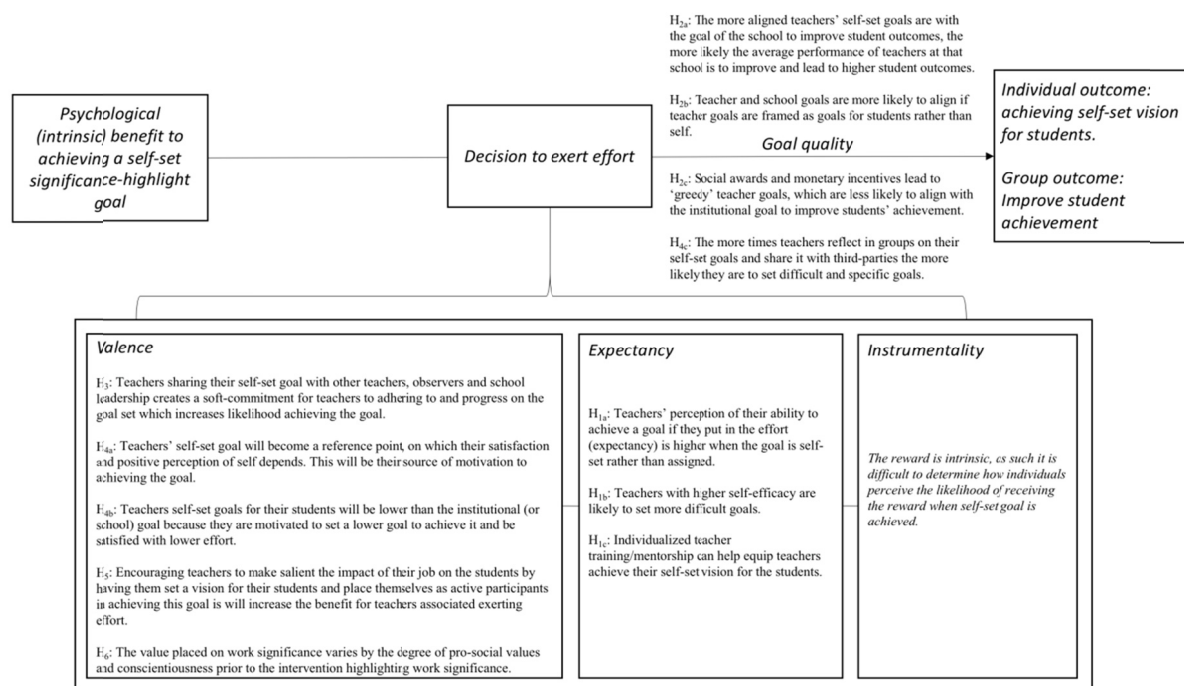 Psychological
(intrinsic) benefit to
achieving a self-set
significance-highlight
goal
Decision to exert effort
H2a: The more aligned teachers' self-set goals are with
the goal of the school to improve student outcomes, the
more likely the average performance of teachers at that
school is to improve and lead to higher student outcomes.
H2b: Teacher and school goals are more likely to align if
teacher goals are framed as goals for students rather than
self.
Goal quality
H2c: Social awards and monetary incentives lead to
'greedy' teacher goals, which are less likely to align with
the institutional goal to improve students' achievement.
H4c: The more times teachers reflect in groups on their
self-set goals and share it with third-parties the more
likely they are to set difficult and specific goals.
Individual outcome:
achieving self-set vision
for students.
Group outcome:
Improve student
achievement
Valence
H3: Teachers sharing their self-set goal with other teachers, observers and school
leadership creates a soft-commitment for teachers to adhering to and progress on the
goal set which increases likelihood achieving the goal.
H4a: Teachers' self-set goal will become a reference point, on which their satisfaction
and positive perception of self depends. This will be their source of motivation to
achieving the goal.
H4b: Teachers self-set goals for their students will be lower than the institutional (or
school) goal because they are motivated to set a lower goal to achieve it and be
satisfied with lower effort.
H5: Encouraging teachers to make salient the impact of their job on the students by
having them set a vision for their students and place themselves as active participants
in achieving this goal is will increase the benefit for teachers associated exerting
effort.
H6: The value placed on work significance varies by the degree of pro-social values
and conscientiousness prior to the intervention highlighting work significance.
Expectancy
H1a: Teachers' perception of their ability to
achieve a goal if they put in the effort
(expectancy) is higher when the goal is self-
set rather than assigned.
H1b: Teachers with higher self-efficacy are
likely to set more difficult goals.
H1c: Individualized tacher
training/mentorship can help equip teachers
achieve their self-set vision for the students.
Instrumentality
The reward is intrinsic, as such it is
difficult to determine how individuals
perceive the likelihood of receiving
the reward when self-set goal is
achieved.